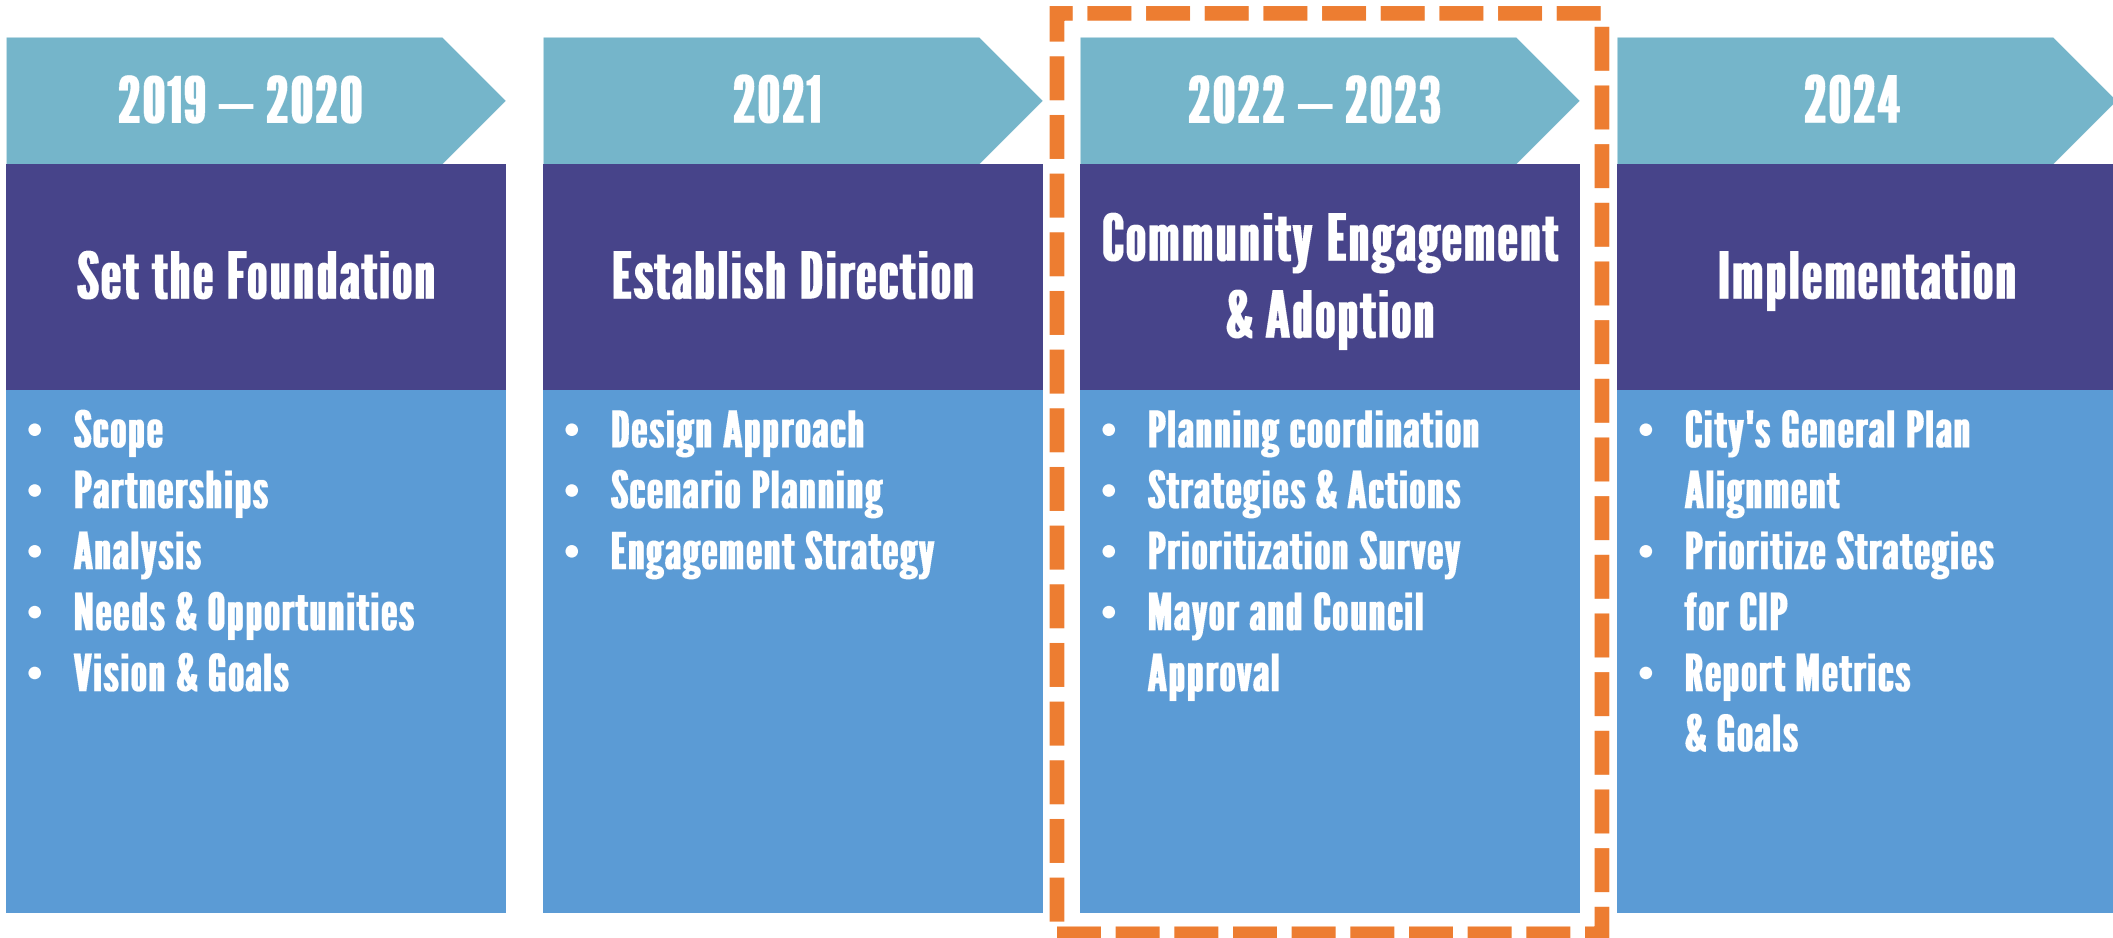 2019 – 2020
Set the Foundation
• Scope
• Partnerships
• Analysis
• Needs & Opportunities
• Vision & Goals
2021
Establish Direction
• Design Approach
• Scenario Planning
• Engagement Strategy
2022 – 2023
Community Engagement
& Adoption
• Planning coordination
• Strategies & Actions
• Prioritization Survey
• Mayor and Council
Approval
2024
Implementation
• City's General Plan
Alignment
• Prioritize Strategies
for CIP
• Report Metrics
& Goals